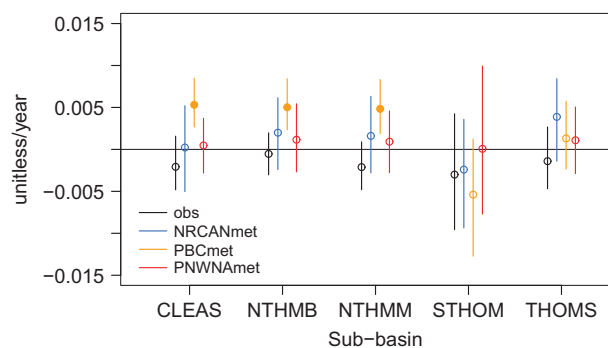 0.015
0.005
−0.005
−0.015
unitless/year
obs
NRCANmet
PBCmet
PNWNAmet
CLEAS NTHMB NTHMM STHOM THOMS
Sub−basin